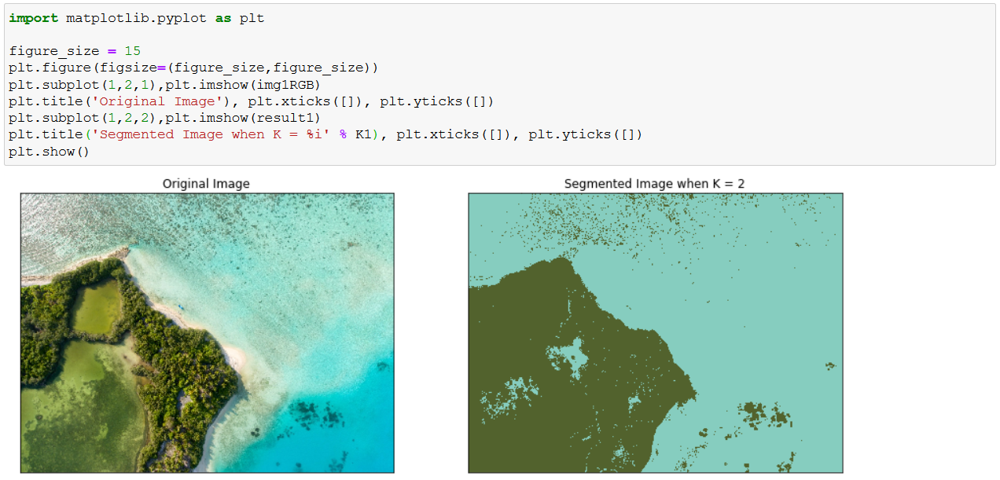 import matplotlib.pyplot as plt
figure_size = 15
plt.figure(figsize=(figure_size,figure_size))
plt.subplot(1,2,1),plt.imshow(img1RGB)
plt.title('Original Image'), plt.xticks([]), plt.yticks([])
plt.subplot(1,2,2),plt.imshow(result1)
plt.title('Segmented Image when K = %i' % K1), plt.xticks([]), plt.yticks([])
plt.show()
Original Image
Segmented Image when K = 2